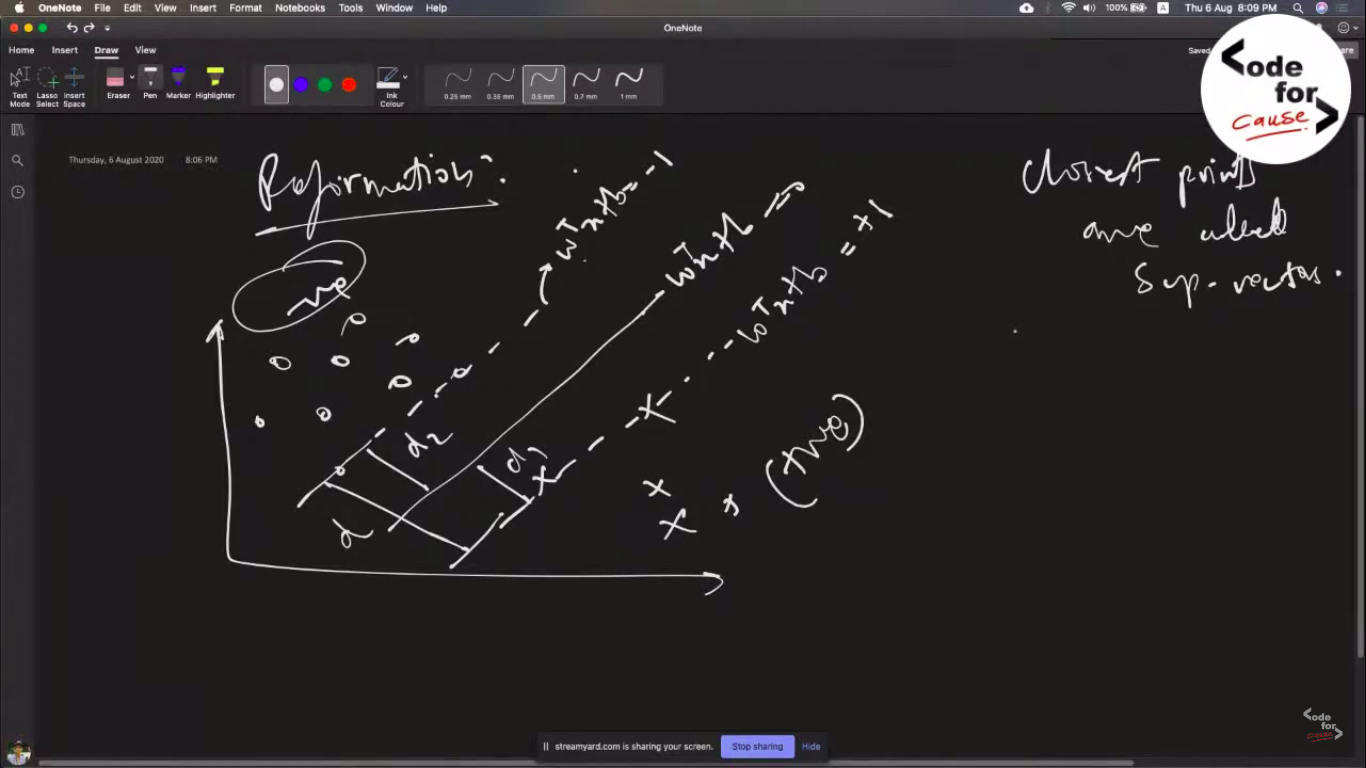 OneNote File Edit View Insert Format Notebooks Tools Window Help 100% A Thu 6 Aug 8:09 PM
OneNote
Home Insert Draw View Saved
Text Mode Lasso Select Insert Space Eraser Pen Marker Highlighter Ink Colour 0.25 mm 0.35 mm 0.5 mm 0.7 mm 1 mm
<ode
for
cause>
Thursday, 6 August 2020 8:06 PM
wᵀx+b = -1
wᵀx+b = 0
wᵀx+b = +1
-ve
d2
d1
d
(+ve)
closest points
are
Sup. vectors.
<ode
for
cause>
streamyard.com is sharing your screen. Stop sharing Hide